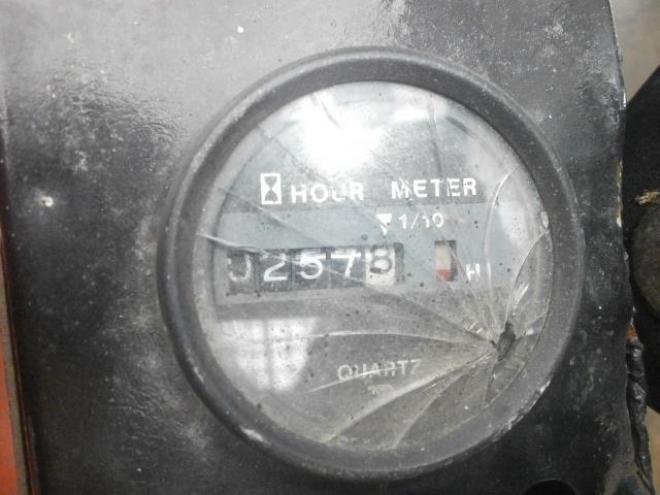 HOUR METER
1/10
02578 H
QUARTZ